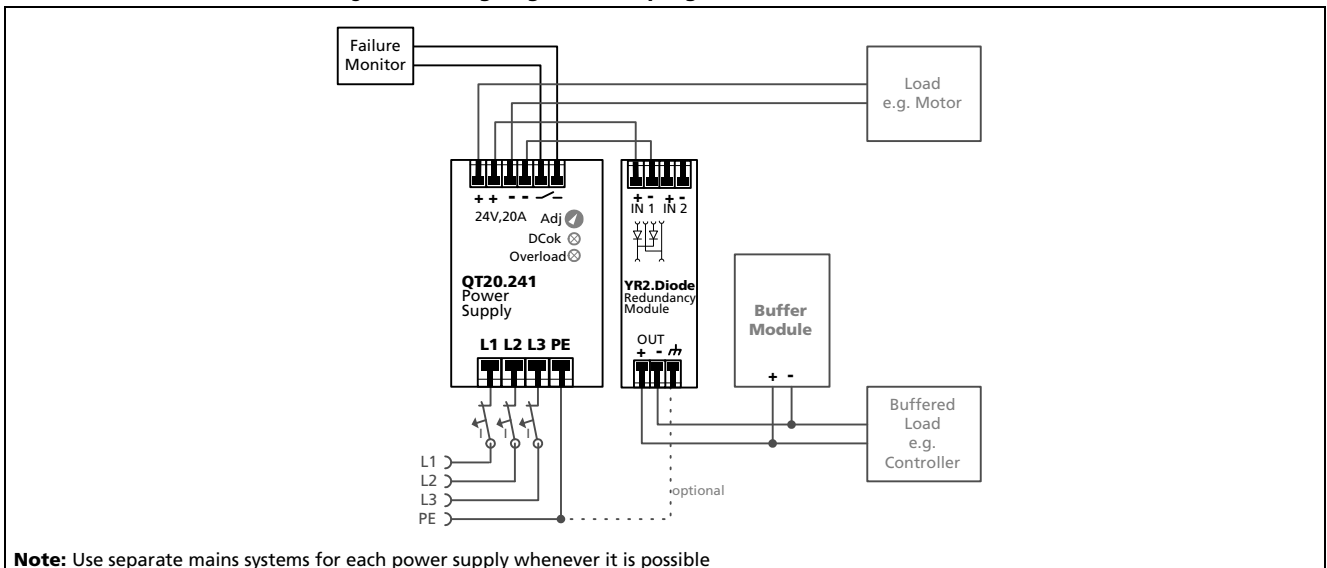 Failure
Monitor
Load
e.g. Motor
+ + - -
24V,20A
Adj
DCok
Overload
QT20.241
Power
Supply
L1 L2 L3 PE
+ - + -
IN 1 IN 2
YR2.Diode
Redundancy
Module
OUT
+ -
Buffer
Module
+ -
Buffered
Load
e.g.
Controller
I I I
L1
L2
L3
PE
optional
Note: Use separate mains systems for each power supply whenever it is possible